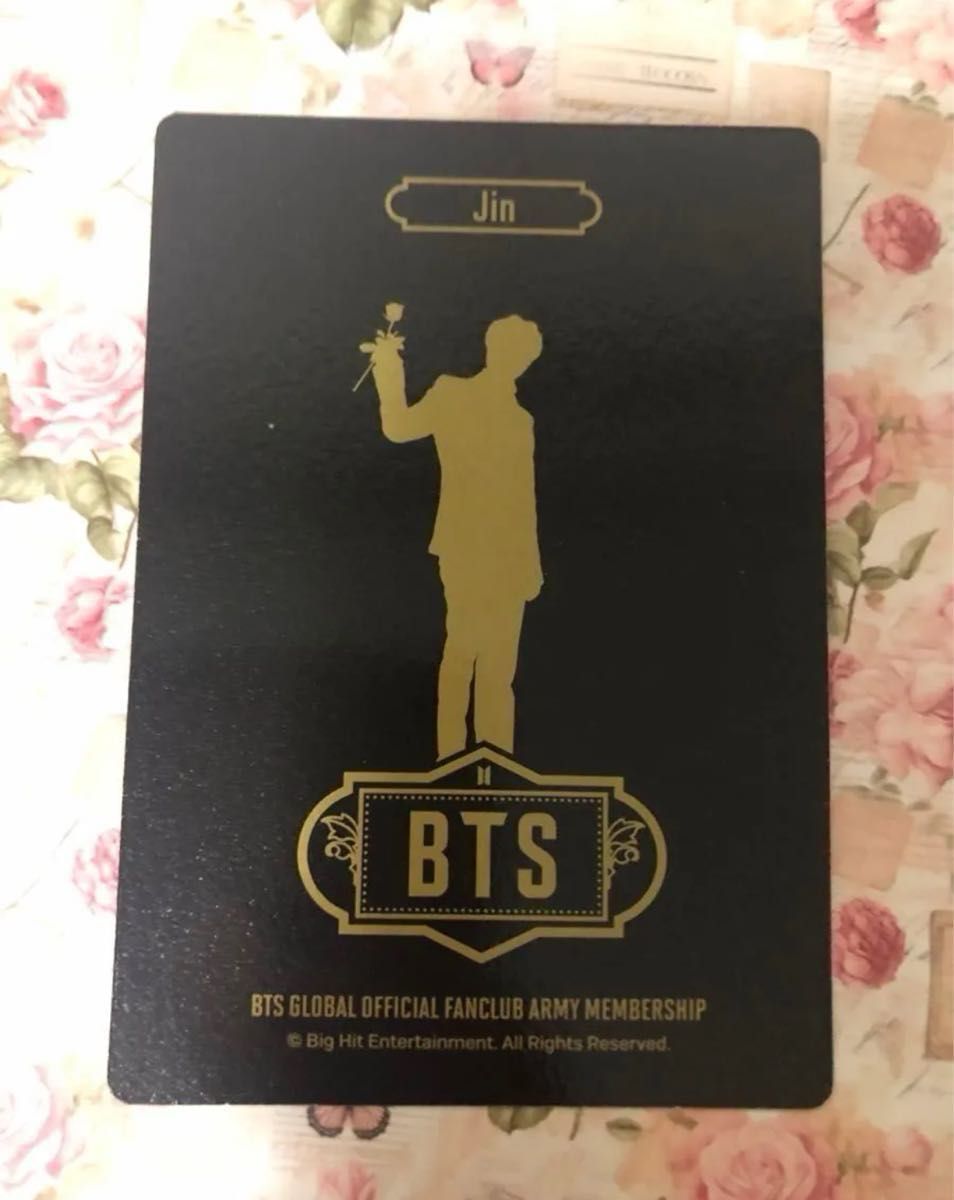 Jin
BTS
BTS GLOBAL OFFICIAL FANCLUB ARMY MEMBERSHIP
© Big Hit Entertainment. All Rights Reserved.